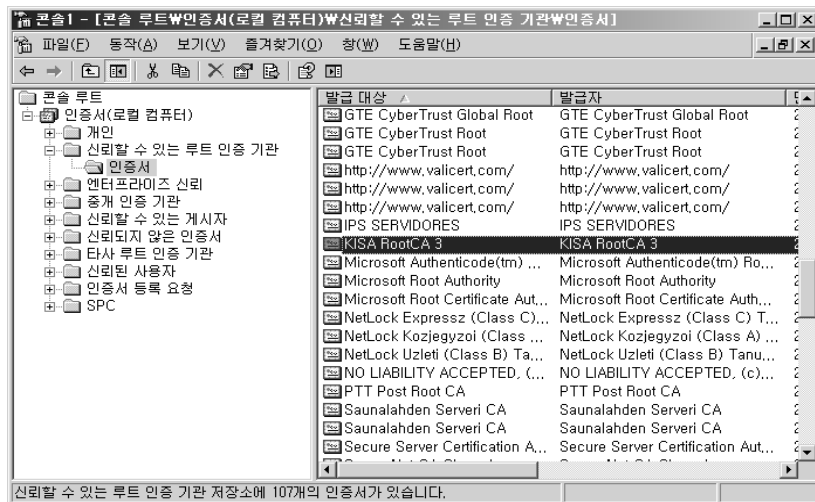 콘솔1 - [콘솔 루트₩인증서(로컬 컴퓨터)₩신뢰할 수 있는 루트 인증 기관₩인증서]
파일(F) 동작(A) 보기(V) 즐겨찾기(O) 창(W) 도움말(H)
콘솔 루트
인증서(로컬 컴퓨터)
개인
신뢰할 수 있는 루트 인증 기관
인증서
엔터프라이즈 신뢰
중개 인증 기관
신뢰할 수 있는 게시자
신뢰되지 않은 인증서
타사 루트 인증 기관
신뢰된 사용자
인증서 등록 요청
SPC
발급 대상 발급자
GTE CyberTrust Global Root GTE CyberTrust Global Root
GTE CyberTrust Root GTE CyberTrust Root
GTE CyberTrust Root GTE CyberTrust Root
http://www.valicert.com/ http://www.valicert.com/
http://www.valicert.com/ http://www.valicert.com/
http://www.valicert.com/ http://www.valicert.com/
IPS SERVIDORES IPS SERVIDORES
KISA RootCA 3 KISA RootCA 3
Microsoft Authenticode(tm) ... Microsoft Authenticode(tm) Ro...
Microsoft Root Authority Microsoft Root Authority
Microsoft Root Certificate Aut... Microsoft Root Certificate Auth...
NetLock Expressz (Class C)... NetLock Expressz (Class C) T...
NetLock Kozjegyzoi (Class ... NetLock Kozjegyzoi (Class A) ...
NetLock Uzleti (Class B) Ta... NetLock Uzleti (Class B) Tanu...
NO LIABILITY ACCEPTED, (... NO LIABILITY ACCEPTED, (c)...
PTT Post Root CA PTT Post Root CA
Saunalahden Serveri CA Saunalahden Serveri CA
Saunalahden Serveri CA Saunalahden Serveri CA
Secure Server Certification A... Secure Server Certification Aut...
신뢰할 수 있는 루트 인증 기관 저장소에 107개의 인증서가 있습니다.